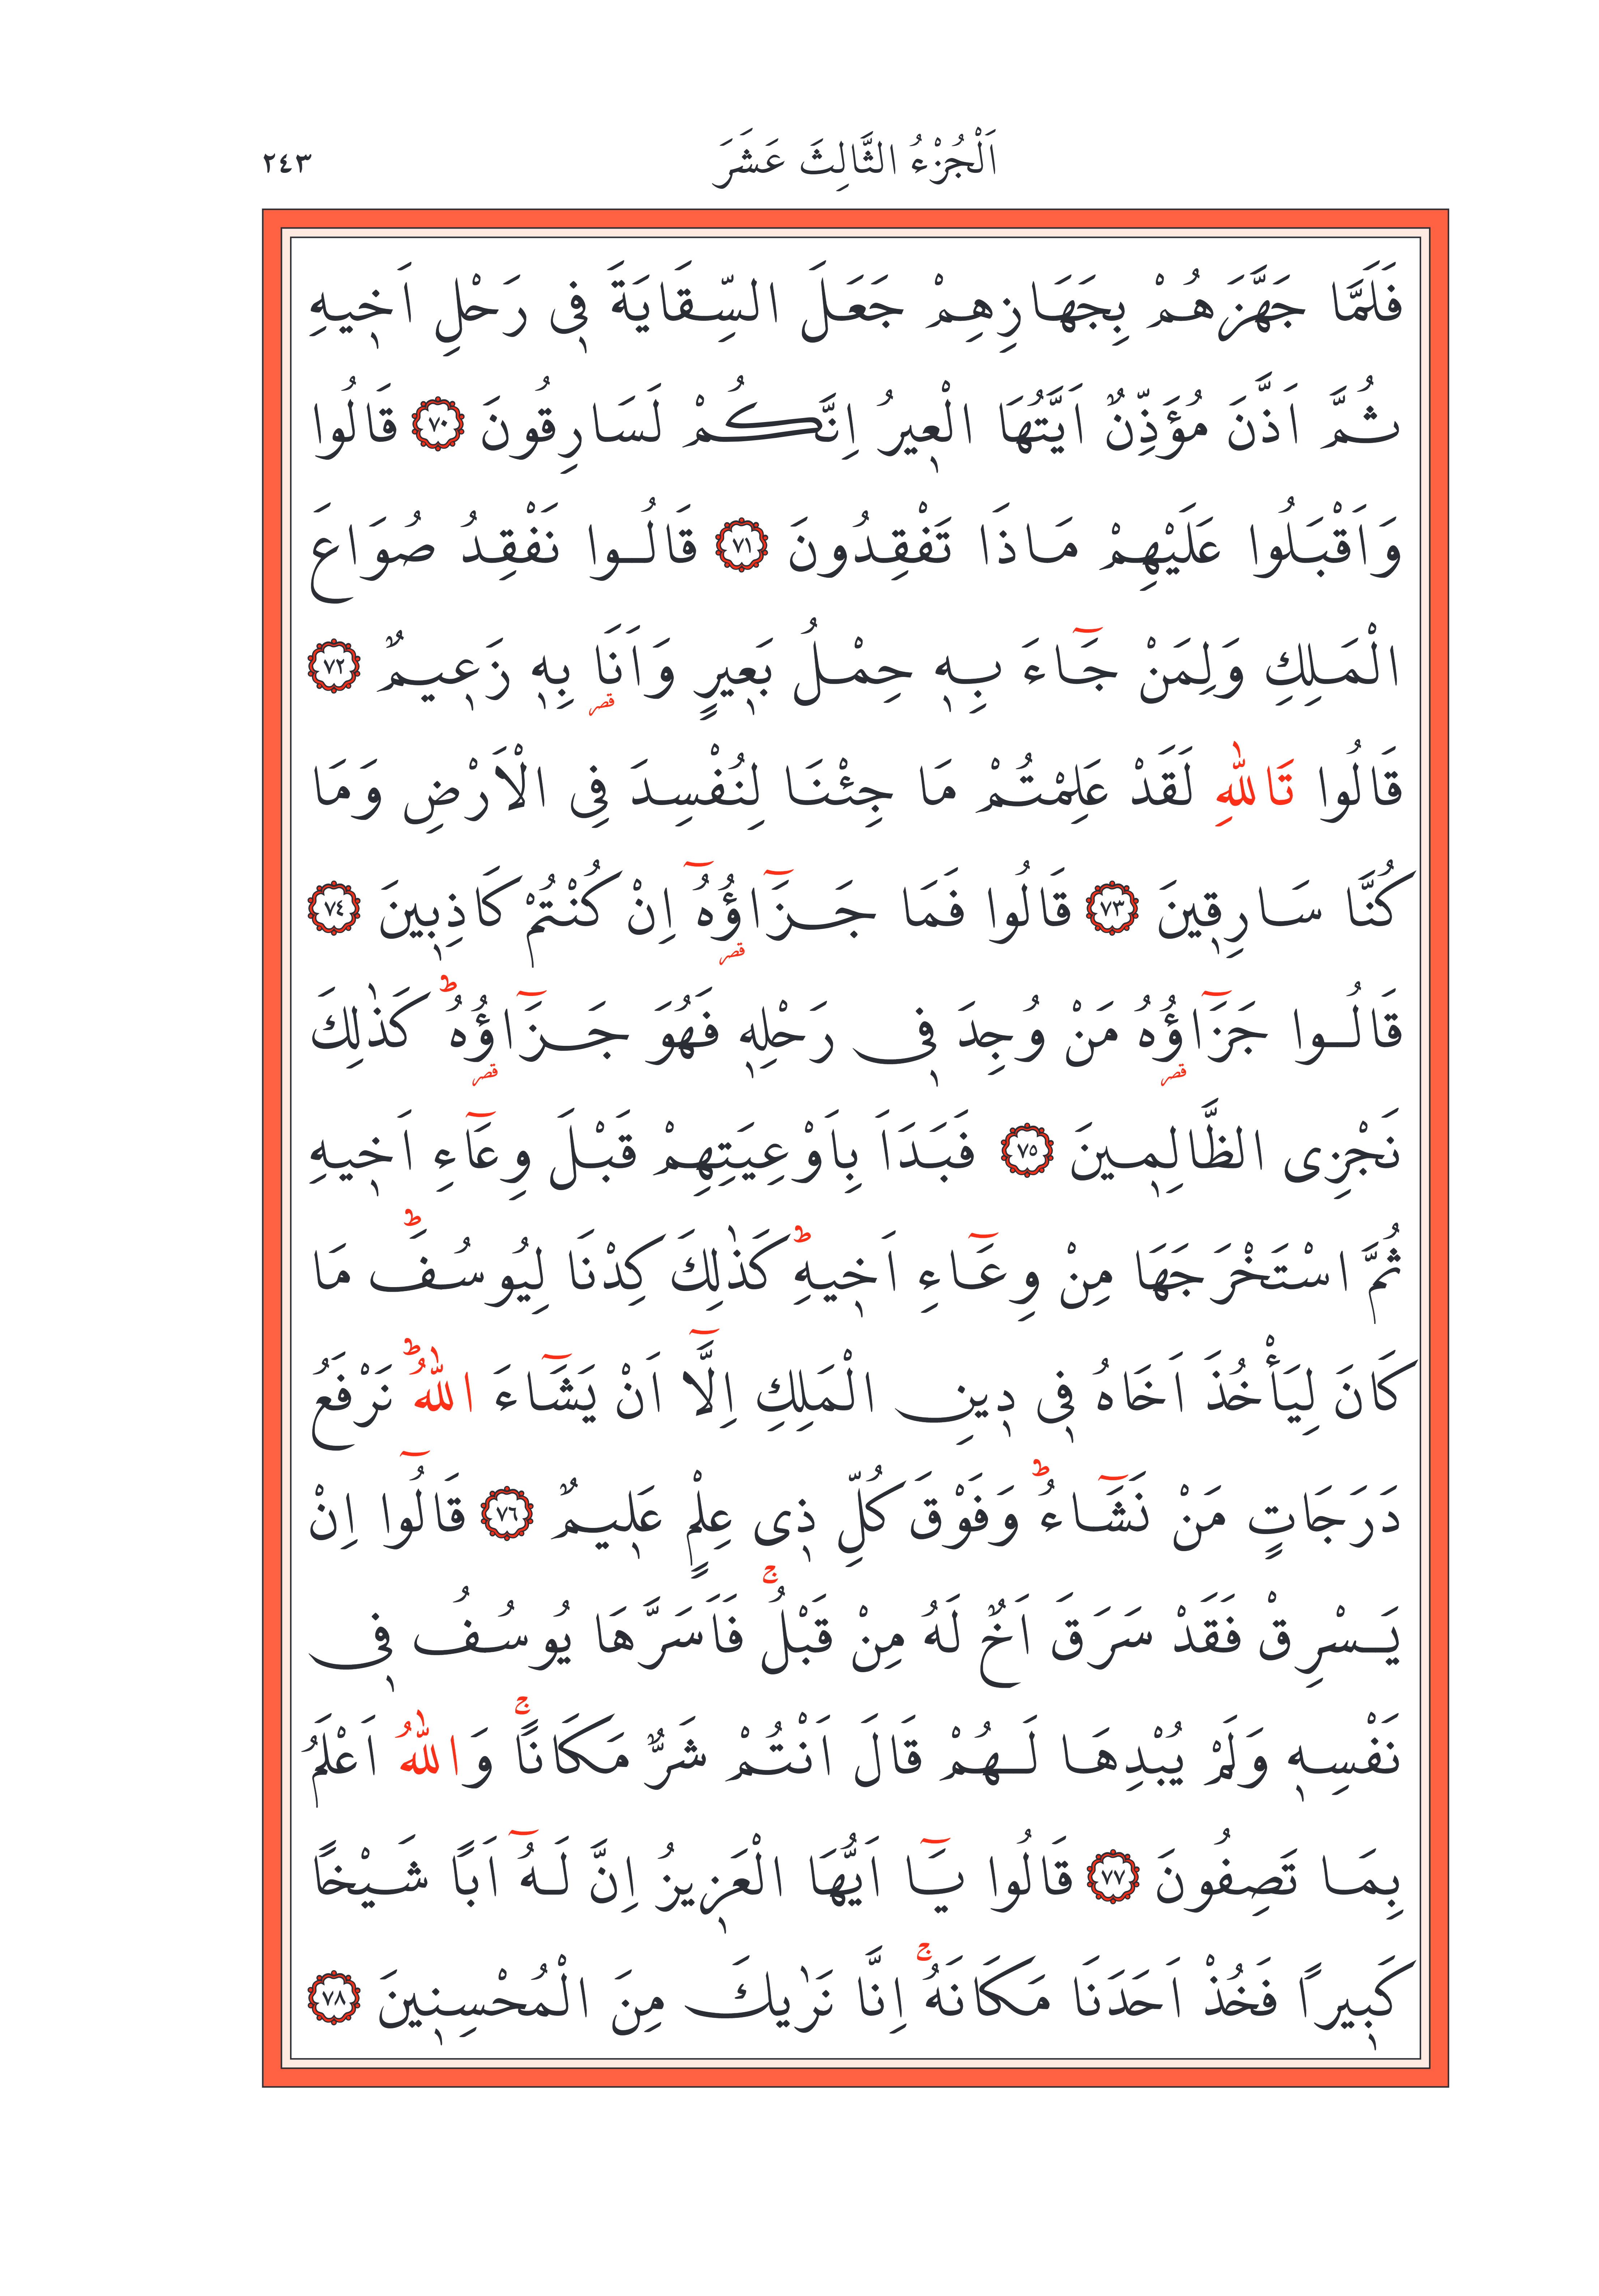 اَلْجُزْءُ الثَّالِثَ عَشَرَ
٢٤٣
فَلَمَّا جَهَّزَهُمْ بِجَهَازِهِمْ جَعَلَ السِّقَايَةَ فٖى رَحْلِ اَخٖيهِ
ثُمَّ اَذَّنَ مُؤَذِّنٌ اَيَّتُهَا الْعٖيرُ اِنَّكُمْ لَسَارِقُونَ ٧٠ قَالُوا
وَاَقْبَلُوا عَلَيْهِمْ مَاذَا تَفْقِدُونَ ٧١ قَالُوا نَفْقِدُ صُوَاعَ
الْمَلِكِ وَلِمَنْ جَٓاءَ بِهٖ حِمْلُ بَعٖيرٍ وَاَنَا۬ قصر بِهٖ زَعٖيمٌ ٧٢
قَالُوا تَاللّٰهِ لَقَدْ عَلِمْتُمْ مَا جِئْنَا لِنُفْسِدَ فِى الْاَرْضِ وَمَا
كُنَّا سَارِقٖينَ ٧٣ قَالُوا فَمَا جَزَٓاؤُ۬هُٓ قصر اِنْ كُنْتُمْ كَاذِبٖينَ ٧٤
قَالُوا جَزَٓاؤُ۬هُ قصر مَنْ وُجِدَ فٖى رَحْلِهٖ فَهُوَ جَزَٓاؤُ۬هُؕ قصر كَذٰلِكَ
نَجْزِى الظَّالِمٖينَ ٧٥ فَبَدَاَ بِاَوْعِيَتِهِمْ قَبْلَ وِعَٓاءِ اَخٖيهِ
ثُمَّ اسْتَخْرَجَهَا مِنْ وِعَٓاءِ اَخٖيهِؕ كَذٰلِكَ كِدْنَا لِيُوسُفَؕ مَا
كَانَ لِيَأْخُذَ اَخَاهُ فٖى دٖينِ الْمَلِكِ اِلَّٓا اَنْ يَشَٓاءَ اللّٰهُؕ نَرْفَعُ
دَرَجَاتٍ مَنْ نَشَٓاءُؕ وَفَوْقَ كُلِّ ذٖى عِلْمٍ عَلٖيمٌ ٧٦ قَالُٓوا اِنْ
يَسْرِقْ فَقَدْ سَرَقَ اَخٌ لَهُ مِنْ قَبْلُۚ فَاَسَرَّهَا يُوسُفُ فٖى
نَفْسِهٖ وَلَمْ يُبْدِهَا لَهُمْ قَالَ اَنْتُمْ شَرٌّ مَكَانًاۚ وَاللّٰهُ اَعْلَمُ
بِمَا تَصِفُونَ ٧٧ قَالُوا يَٓا اَيُّهَا الْعَزٖيزُ اِنَّ لَهُٓ اَبًا شَيْخًا
كَبٖيرًا فَخُذْ اَحَدَنَا مَكَانَهُۚ اِنَّا نَرٰيكَ مِنَ الْمُحْسِنٖينَ ٧٨